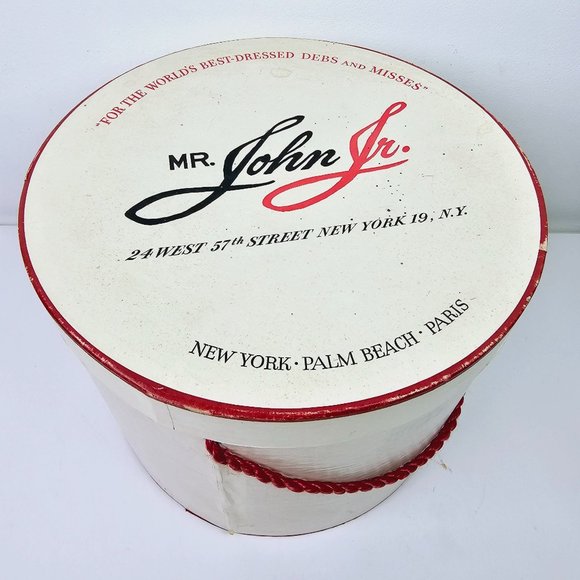 "FOR THE WORLD'S BEST-DRESSED DEBS AND MISSES"
MR. John Jr.
24 WEST 57th STREET NEW YORK 19, N.Y.
NEW YORK · PALM BEACH · PARIS